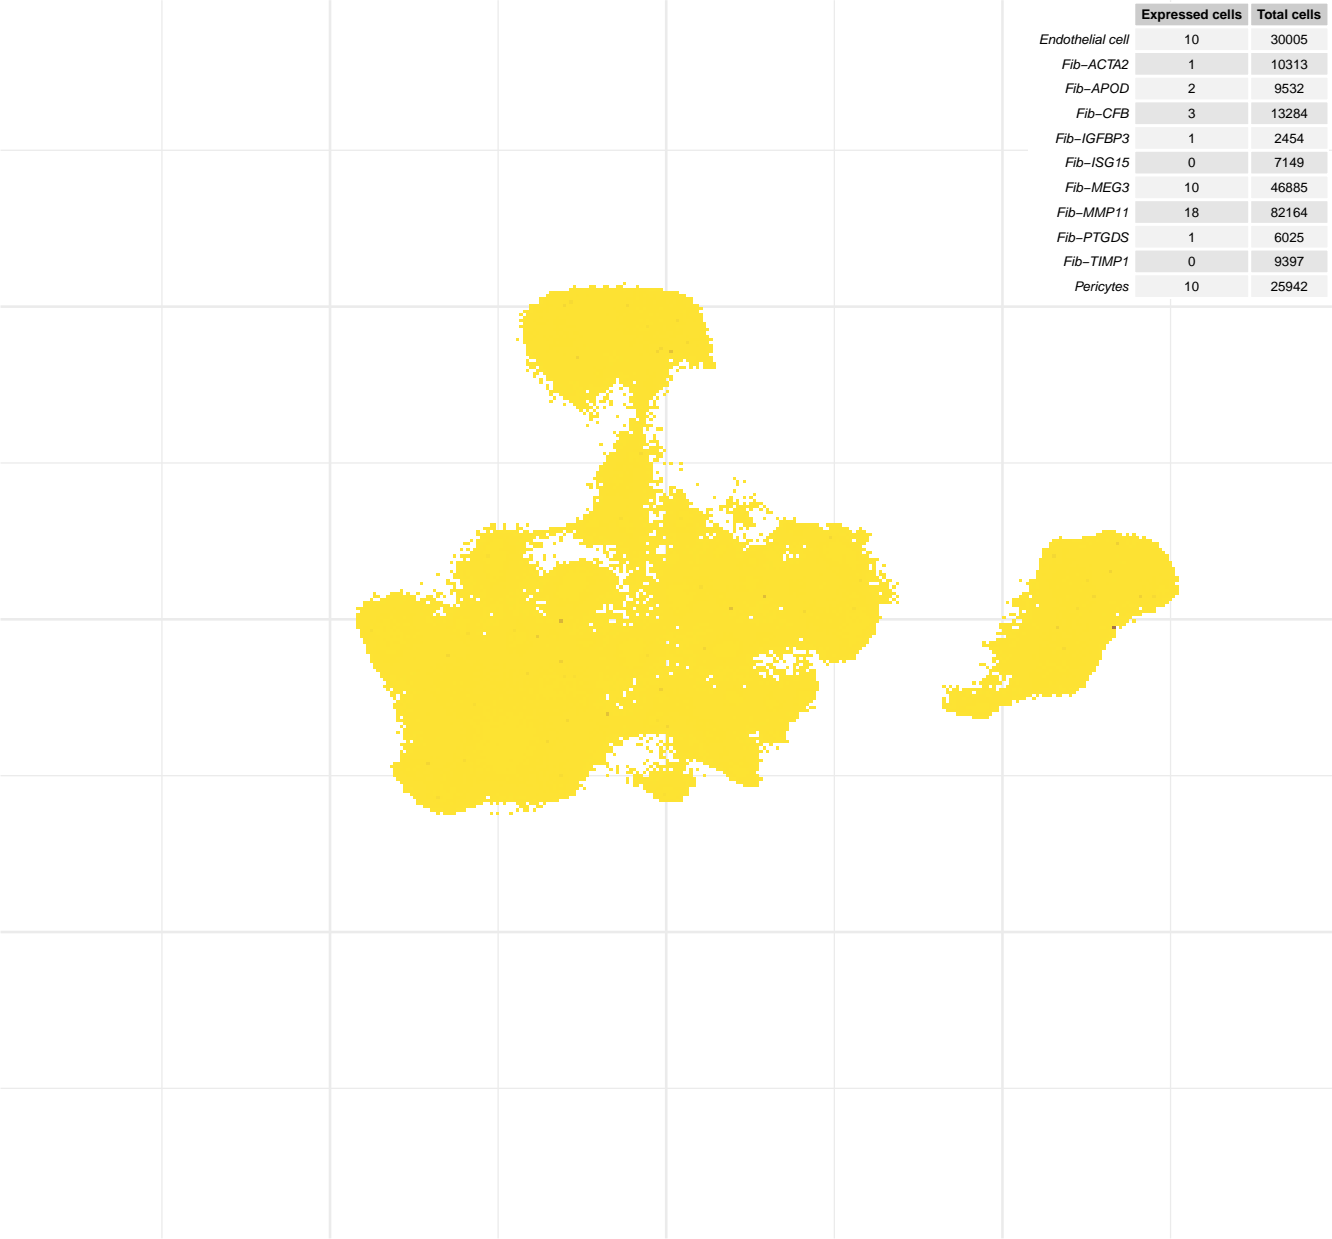 Expressed cells Total cells
Endothelial cell 10 30005
Fib−ACTA2 1 10313
Fib−APOD 2 9532
Fib−CFB 3 13284
Fib−IGFBP3 1 2454
Fib−ISG15 0 7149
Fib−MEG3 10 46885
Fib−MMP11 18 82164
Fib−PTGDS 1 6025
Fib−TIMP1 0 9397
Pericytes 10 25942